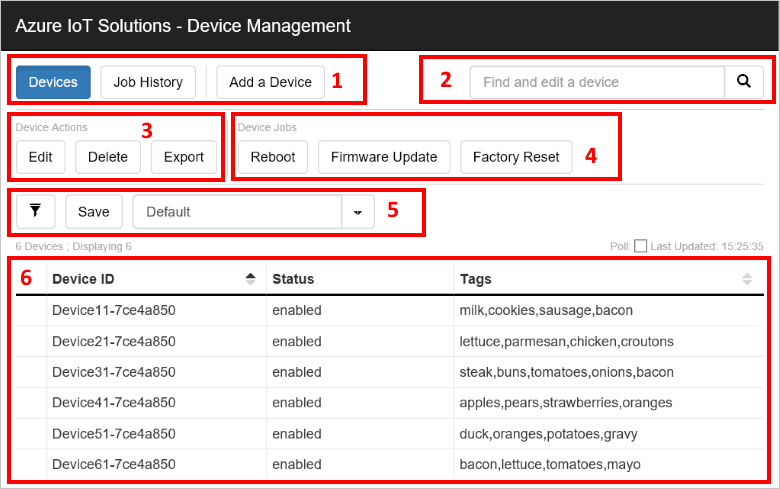 Azure IoT Solutions - Device Management
Devices Job History Add a Device 1 2 Find and edit a device
Device Actions 3 Device Jobs
Edit Delete Export Reboot Firmware Update Factory Reset 4
Save Default 5
6 Devices ; Displaying 6 Poll: Last Updated: 15:25:35
6 Device ID Status Tags
Device11-7ce4a850 enabled milk,cookies,sausage,bacon
Device21-7ce4a850 enabled lettuce,parmesan,chicken,croutons
Device31-7ce4a850 enabled steak,buns,tomatoes,onions,bacon
Device41-7ce4a850 enabled apples,pears,strawberries,oranges
Device51-7ce4a850 enabled duck,oranges,potatoes,gravy
Device61-7ce4a850 enabled bacon,lettuce,tomatoes,mayo